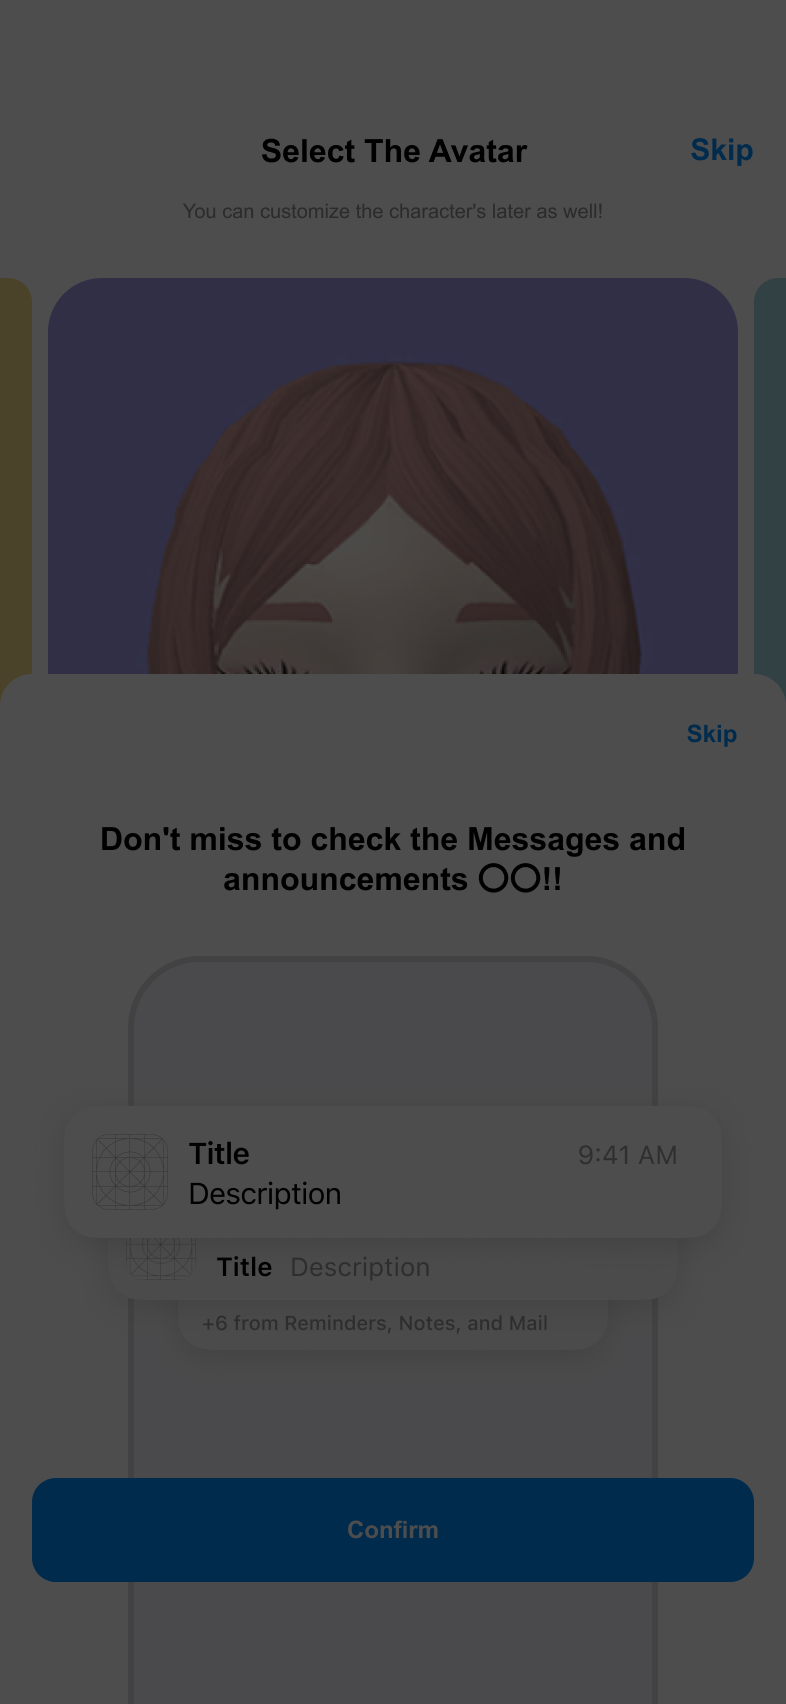 Select The Avatar
Skip
You can customize the character's later as well!
Skip
Don't miss to check the Messages and
announcements 〇〇!!
Title
9:41 AM
Description
Title Description
+6 from Reminders, Notes, and Mail
Confirm